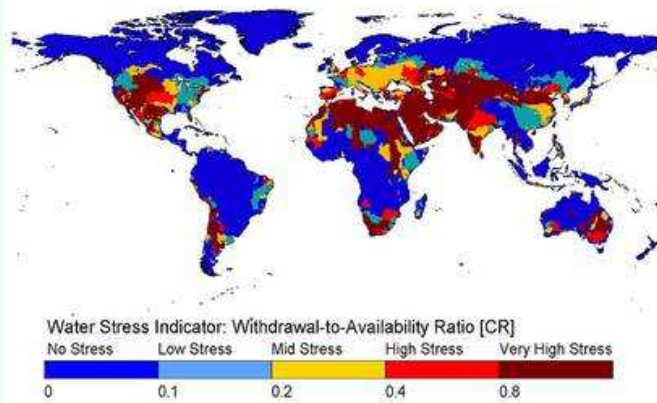 Water Stress Indicator: Withdrawal-to-Availability Ratio [CR]
No Stress Low Stress Mid Stress High Stress Very High Stress
0 0.1 0.2 0.4 0.8